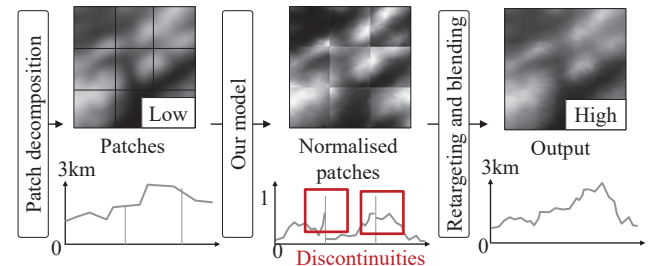 Patch decomposition
Low
Patches
3km
0
Our model
Normalised
patches
1
0
Discontinuities
Retargeting and blending
High
Output
3km
0